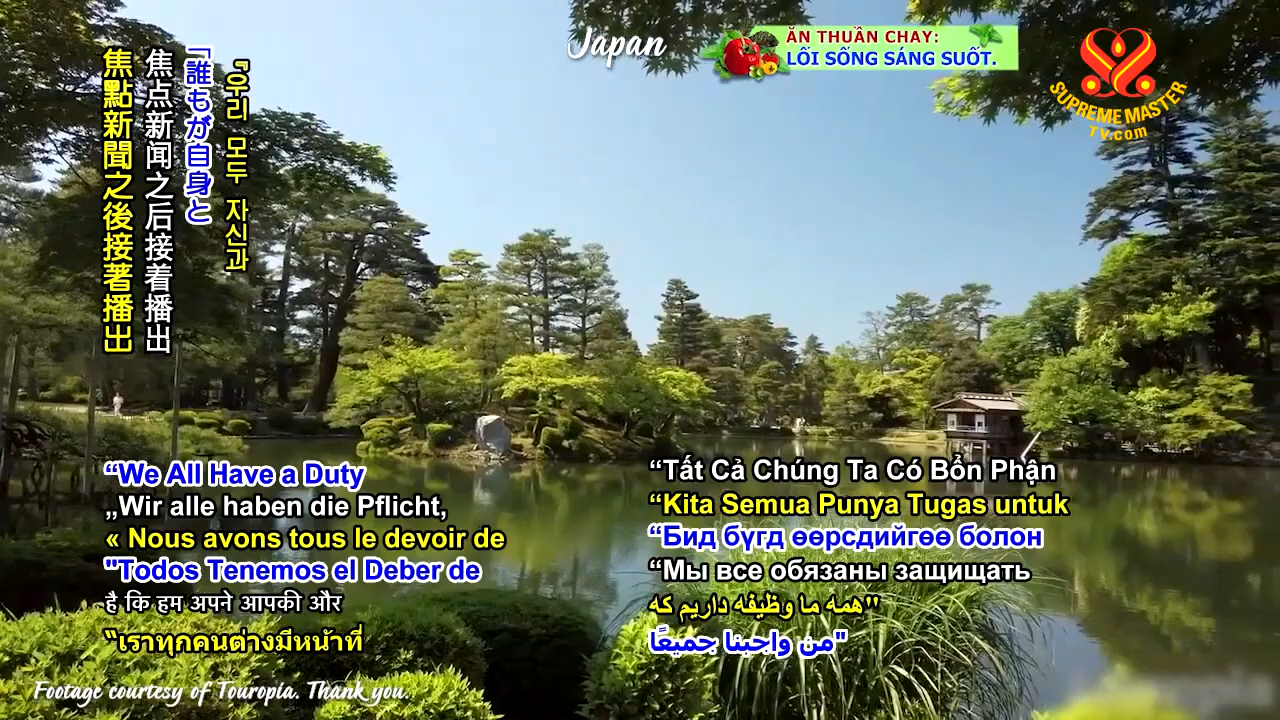 Japan
ĂN THUẦN CHAY:
LỐI SỐNG SÁNG SUỐT.
SUPREME MASTER
TV.com
『우리 모두 자신과
「誰もが自身と
焦点新闻之后接着播出
焦點新聞之後接著播出
“We All Have a Duty
„Wir alle haben die Pflicht,
« Nous avons tous le devoir de
"Todos Tenemos el Deber de
है कि हम अपने आपकी और
“เราทุกคนต่างมีหน้าที่
“Tất Cả Chúng Ta Có Bổn Phận
“Kita Semua Punya Tugas untuk
“Бид бүгд өөрсдийгөө болон
“Мы все обязаны защищать
"همه ما وظیفه داریم که
"من واجبنا جميعًا
Footage courtesy of Touropia. Thank you.